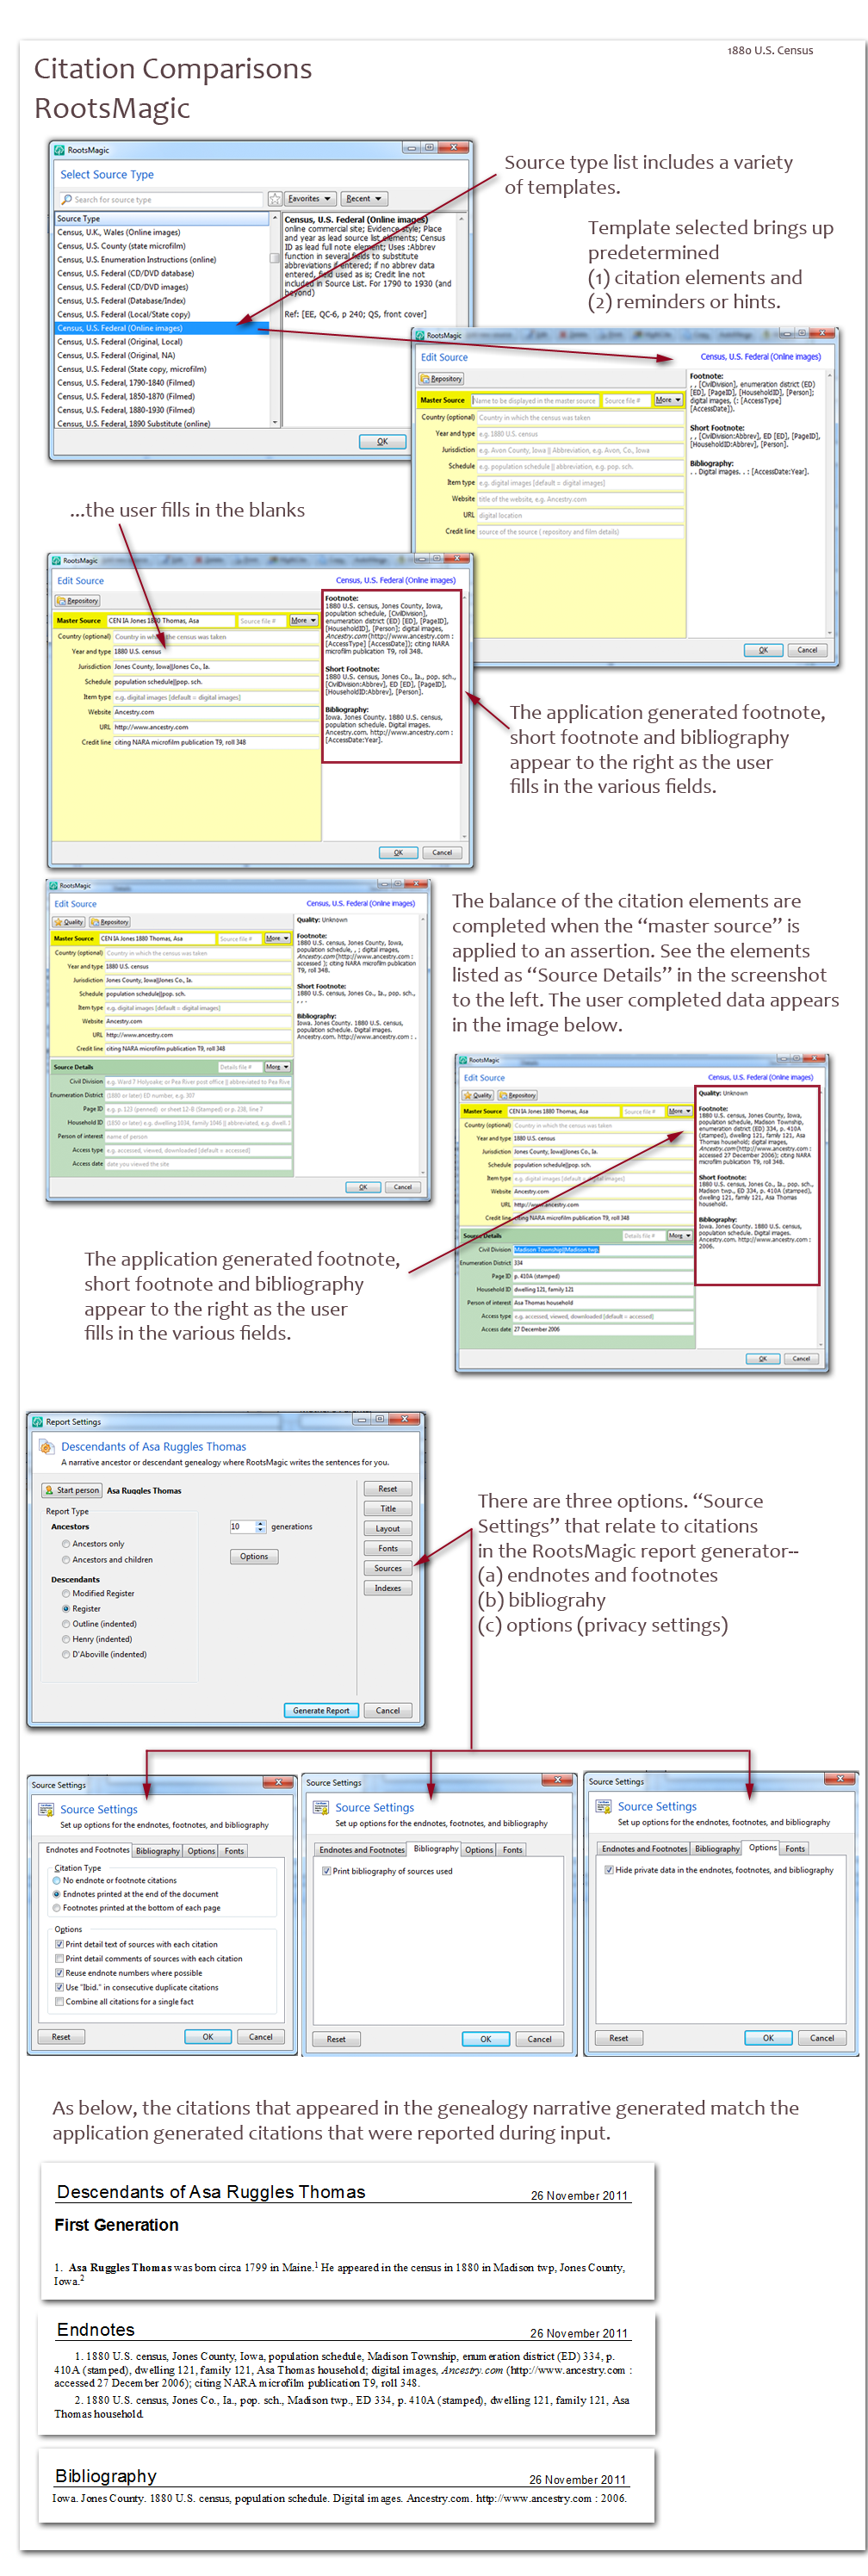 1880 U.S. Census
Citation Comparisons
RootsMagic
RootsMagic
Select Source Type
Search for source type
Favorites
Recent
Source Type
Census, U.K., Wales (Online images)
Census, U.S. County (state microfilm)
Census, U.S. Enumeration Instructions (online)
Census, U.S. Federal (CD/DVD database)
Census, U.S. Federal (CD/DVD images)
Census, U.S. Federal (Database/Index)
Census, U.S. Federal (Local/State copy)
Census, U.S. Federal (Online images)
Census, U.S. Federal (Original, Local)
Census, U.S. Federal (Original, NA)
Census, U.S. Federal (State copy, microfilm)
Census, U.S. Federal, 1790-1840 (Filmed)
Census, U.S. Federal, 1850-1870 (Filmed)
Census, U.S. Federal, 1880-1930 (Filmed)
Census, U.S. Federal, 1890 Substitute (online)
Census, U.S. Federal (Online images)
online commercial site; Evidence style; Place
and year as lead source list elements; Census
ID as lead full note element; Uses :Abbrev
function in several fields to substitute
abbreviations if entered; if no abbrev data
entered, field used as is; Credit line not
included in Source List. For 1790 to 1930 (and
beyond)
Ref: [EE, QC-6, p 240; QS, front cover]
OK
Source type list includes a variety
of templates.
Template selected brings up
predetermined
(1) citation elements and
(2) reminders or hints.
RootsMagic
Edit Source
Census, U.S. Federal (Online images)
Repository
Master Source Name to be displayed in the master source Source file # More
Country (optional) Country in which the census was taken
Year and type e.g. 1880 U.S. census
Jurisdiction e.g. Avon County, Iowa || Abbreviation, e.g. Avon, Co., Iowa
Schedule e.g. population schedule || abbreviation, e.g. pop. sch.
Item type e.g. digital images [default = digital images]
Website title of the website, e.g. Ancestry.com
URL digital location
Credit line source of the source ( repository and film details)
Footnote:
, , [CivilDivision], enumeration district (ED)
[ED], [PageID], [HouseholdID], [Person];
digital images, (: [AccessType]
[AccessDate]).
Short Footnote:
, , [CivilDivision:Abbrev], ED [ED], [PageID],
[HouseholdID:Abbrev], [Person].
Bibliography:
. . Digital images. . : [AccessDate:Year].
OK
Cancel
...the user fills in the blanks
RootsMagic
Edit Source
Census, U.S. Federal (Online images)
Repository
Master Source CEN IA Jones 1880 Thomas, Asa Source file # More
Country (optional) Country in which the census was taken
Year and type 1880 U.S. census
Jurisdiction Jones County, Iowa||Jones Co., Ia.
Schedule population schedule||pop. sch.
Item type e.g. digital images [default = digital images]
Website Ancestry.com
URL http://www.ancestry.com
Credit line citing NARA microfilm publication T9, roll 348
Footnote:
1880 U.S. census, Jones County, Iowa,
population schedule, [CivilDivision],
enumeration district (ED) [ED], [PageID],
[HouseholdID], [Person]; digital images,
Ancestry.com (http://www.ancestry.com :
[AccessType] [AccessDate]); citing NARA
microfilm publication T9, roll 348.
Short Footnote:
1880 U.S. census, Jones Co., Ia., pop. sch.,
[CivilDivision:Abbrev], ED [ED], [PageID],
[HouseholdID:Abbrev], [Person].
Bibliography:
Iowa. Jones County. 1880 U.S. census,
population schedule. Digital images.
Ancestry.com. http://www.ancestry.com :
[AccessDate:Year].
OK
Cancel
The application generated footnote,
short footnote and bibliography
appear to the right as the user
fills in the various fields.
RootsMagic
Edit Source
Census, U.S. Federal (Online images)
Quality
Repository
Master Source CEN IA Jones 1880 Thomas, Asa Source file # More
Country (optional) Country in which the census was taken
Year and type 1880 U.S. census
Jurisdiction Jones County, Iowa||Jones Co., Ia.
Schedule population schedule||pop. sch.
Item type e.g. digital images [default = digital images]
Website Ancestry.com
URL http://www.ancestry.com
Credit line citing NARA microfilm publication T9, roll 348
Source Details Details file # More
Civil Division e.g. Ward 7 Holyoake; or Pea River post office || abbreviated to Pea Rive
Enumeration District (1880 or later) ED number, e.g. 307
Page ID e.g. p. 123 (penned) or sheet 12-B (Stamped) or p. 238, line 7
Household ID (1850 or later) e.g. dwelling 1034, family 1046 || abbreviated, e.g. dwell.
Person of interest name of person
Access type e.g. accessed, viewed, downloaded [default = accessed]
Access date date you viewed the site
Quality: Unknown
Footnote:
1880 U.S. census, Jones County, Iowa,
population schedule, , ; digital images,
Ancestry.com (http://www.ancestry.com :
accessed ); citing NARA microfilm publication
T9, roll 348.
Short Footnote:
1880 U.S. census, Jones Co., Ia., pop. sch.,
, , , .
Bibliography:
Iowa. Jones County. 1880 U.S. census,
population schedule. Digital images.
Ancestry.com. http://www.ancestry.com : .
OK
Cancel
The balance of the citation elements are
completed when the “master source” is
applied to an assertion. See the elements
listed as “Source Details” in the screenshot
to the left. The user completed data appears
in the image below.
RootsMagic
Edit Source
Census, U.S. Federal (Online images)
Quality
Repository
Master Source CEN IA Jones 1880 Thomas, Asa Source file # More
Country (optional) Country in which the census was taken
Year and type 1880 U.S. census
Jurisdiction Jones County, Iowa||Jones Co., Ia.
Schedule population schedule||pop. sch.
Item type e.g. digital images [default = digital images]
Website Ancestry.com
URL http://www.ancestry.com
Credit line citing NARA microfilm publication T9, roll 348
Source Details Details file # More
Civil Division Madison Township||Madison twp.
Enumeration District 334
Page ID p. 410A (stamped)
Household ID dwelling 121, family 121
Person of interest Asa Thomas household
Access type e.g. accessed, viewed, downloaded [default = accessed]
Access date 27 December 2006
Quality: Unknown
Footnote:
1880 U.S. census, Jones County, Iowa,
population schedule, Madison Township,
enumeration district (ED) 334, p. 410A
(stamped), dwelling 121, family 121, Asa
Thomas household; digital images,
Ancestry.com (http://www.ancestry.com :
accessed 27 December 2006); citing NARA
microfilm publication T9, roll 348.
Short Footnote:
1880 U.S. census, Jones Co., Ia., pop. sch.,
Madison twp., ED 334, p. 410A (stamped),
dwelling 121, family 121, Asa Thomas
household.
Bibliography:
Iowa. Jones County. 1880 U.S. census,
population schedule. Digital images.
Ancestry.com. http://www.ancestry.com :
2006.
OK
Cancel
The application generated footnote,
short footnote and bibliography
appear to the right as the user
fills in the various fields.
Report Settings
Descendants of Asa Ruggles Thomas
A narrative ancestor or descendant genealogy where RootsMagic writes the sentences for you.
Start person Asa Ruggles Thomas
Report Type
Ancestors
Ancestors only
Ancestors and children
Descendants
Modified Register
Register
Outline (indented)
Henry (indented)
D'Aboville (indented)
10 generations
Options
Reset
Title
Layout
Fonts
Sources
Indexes
Generate Report
Cancel
There are three options. “Source
Settings” that relate to citations
in the RootsMagic report generator--
(a) endnotes and footnotes
(b) bibliograhy
(c) options (privacy settings)
Source Settings
Source Settings
Set up options for the endnotes, footnotes, and bibliography
Endnotes and Footnotes Bibliography Options Fonts
Citation Type
No endnote or footnote citations
Endnotes printed at the end of the document
Footnotes printed at the bottom of each page
Options
Print detail text of sources with each citation
Print detail comments of sources with each citation
Reuse endnote numbers where possible
Use "Ibid." in consecutive duplicate citations
Combine all citations for a single fact
Reset
OK
Cancel
Source Settings
Source Settings
Set up options for the endnotes, footnotes, and bibliography
Endnotes and Footnotes Bibliography Options Fonts
Print bibliography of sources used
Reset
OK
Cancel
Source Settings
Source Settings
Set up options for the endnotes, footnotes, and bibliography
Endnotes and Footnotes Bibliography Options Fonts
Hide private data in the endnotes, footnotes, and bibliography
Reset
OK
Cancel
As below, the citations that appeared in the genealogy narrative generated match the
application generated citations that were reported during input.
Descendants of Asa Ruggles Thomas 26 November 2011
First Generation
1. Asa Ruggles Thomas was born circa 1799 in Maine.1 He appeared in the census in 1880 in Madison twp, Jones County,
Iowa.2
Endnotes 26 November 2011
1. 1880 U.S. census, Jones County, Iowa, population schedule, Madison Township, enumeration district (ED) 334, p.
410A (stamped), dwelling 121, family 121, Asa Thomas household; digital images, Ancestry.com (http://www.ancestry.com :
accessed 27 December 2006); citing NARA microfilm publication T9, roll 348.
2. 1880 U.S. census, Jones Co., Ia., pop. sch., Madison twp., ED 334, p. 410A (stamped), dwelling 121, family 121, Asa
Thomas household.
Bibliography 26 November 2011
Iowa. Jones County. 1880 U.S. census, population schedule. Digital images. Ancestry.com. http://www.ancestry.com : 2006.